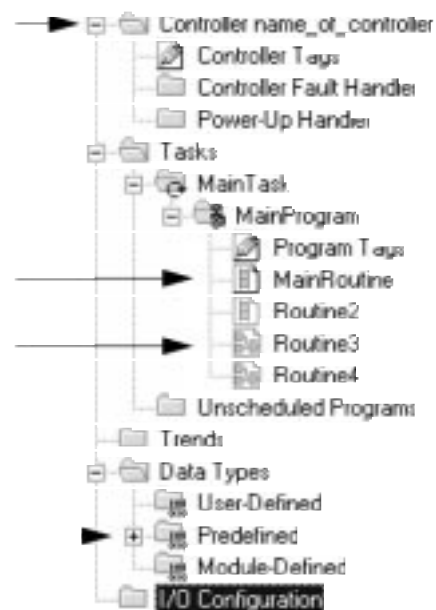 Controller name_of_controller
Controller Tags
Controller Fault Handler
Power-Up Handler
Tasks
MainTask
MainProgram
Program Tags
MainRoutine
Routine2
Routine3
Routine4
Unscheduled Programs
Trends
Data Types
User-Defined
Predefined
Module-Defined
I/O Configuration